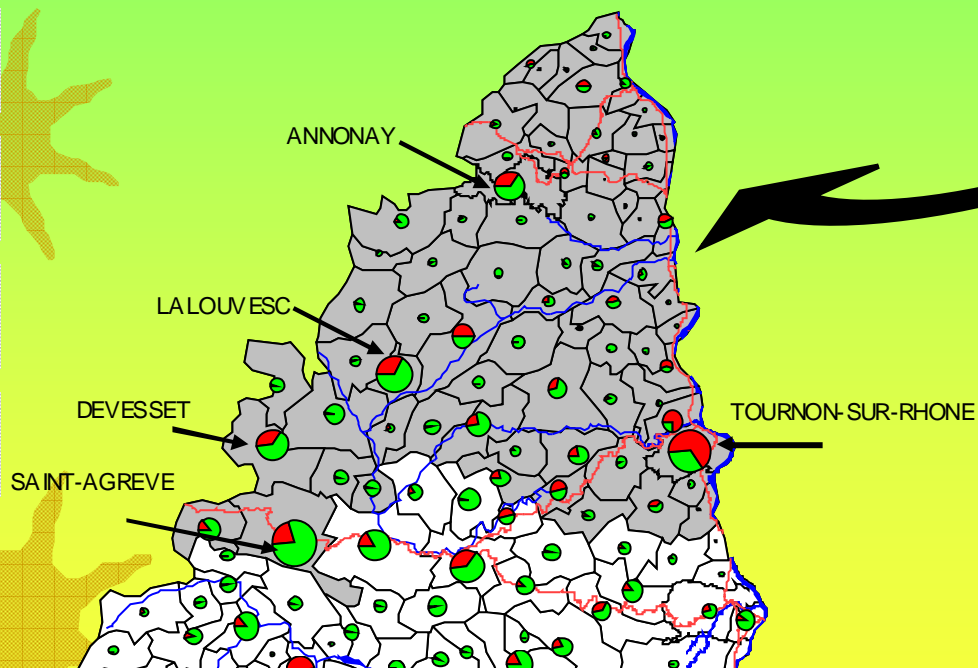 ANNONAY
LALOUVESC
DEVESSET
TOURNON-SUR-RHONE
SAINT-AGREVE